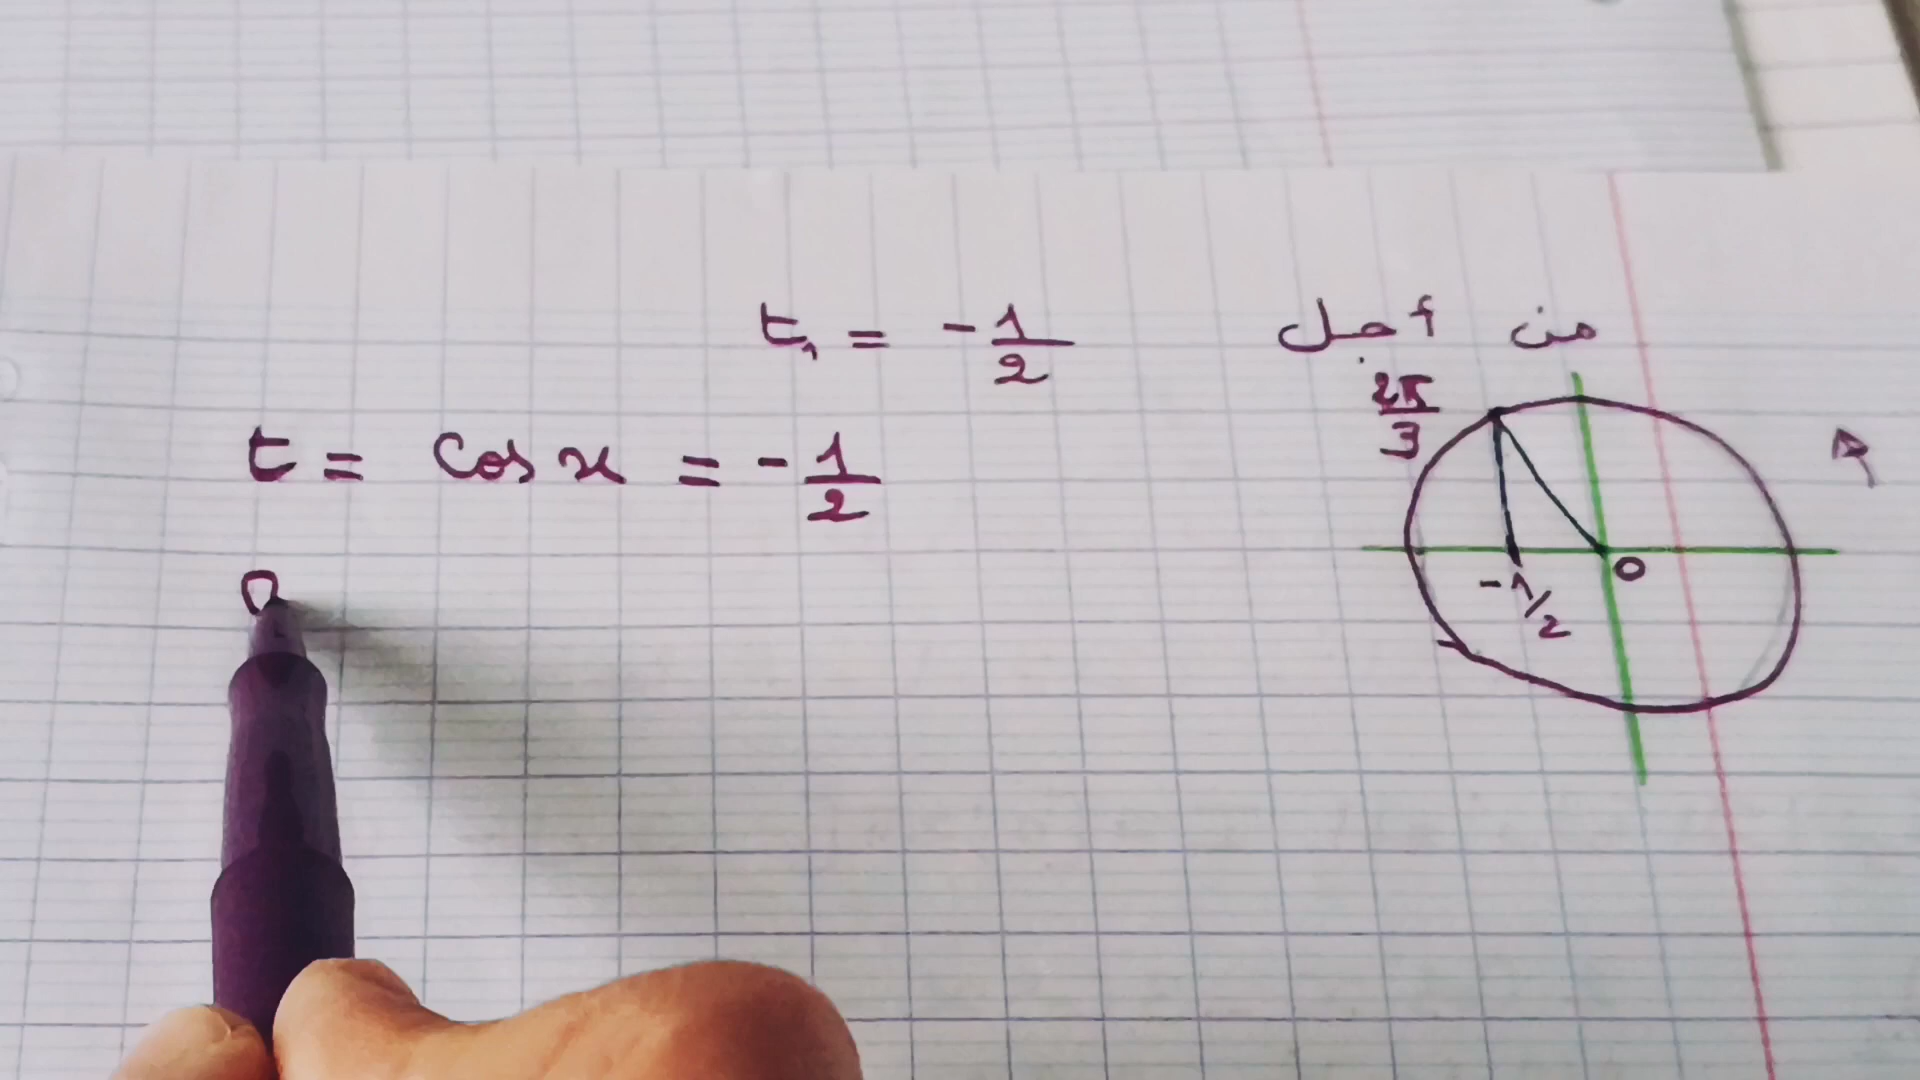 من أجل t₁ = -1/2
t = cos x = -1/2
2π/3
0
-1/2